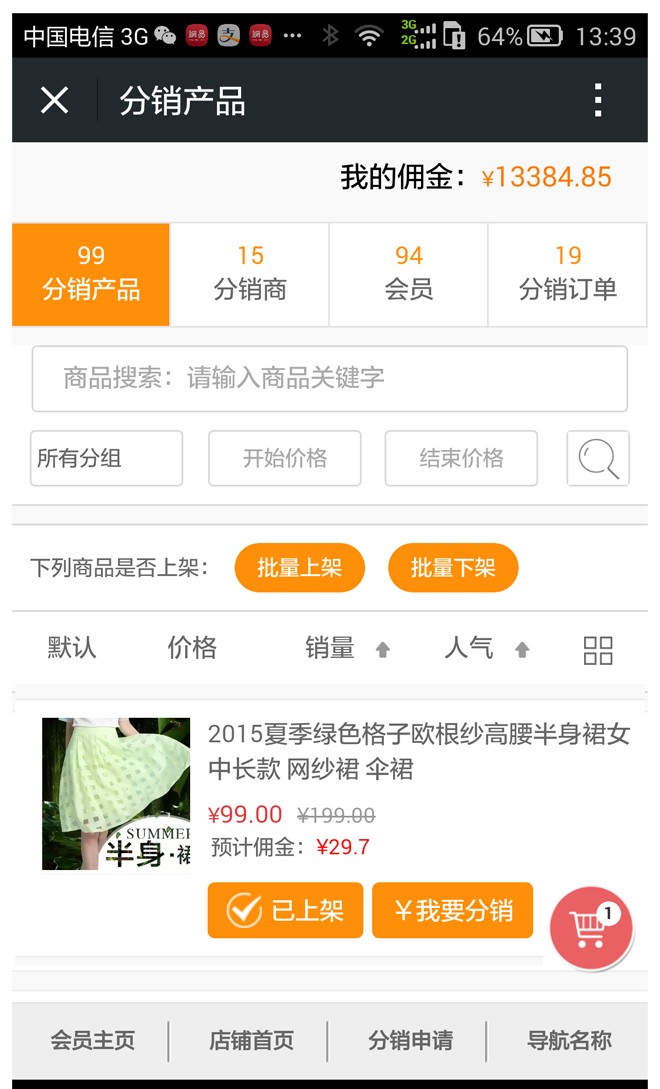 中国电信 3G 網易 支 網易 ··· 3G 2G 64% 13:39
分销产品
我的佣金：¥13384.85
99 15 94 19
分销产品 分销商 会员 分销订单
商品搜索：请输入商品关键字
所有分组 开始价格 结束价格
下列商品是否上架： 批量上架 批量下架
默认 价格 销量 人气
2015夏季绿色格子欧根纱高腰半身裙女
中长款 网纱裙 伞裙
¥99.00 ¥199.00
预计佣金：¥29.7
SUMMER
半身·裙
已上架 ￥我要分销
1
会员主页 店铺首页 分销申请 导航名称